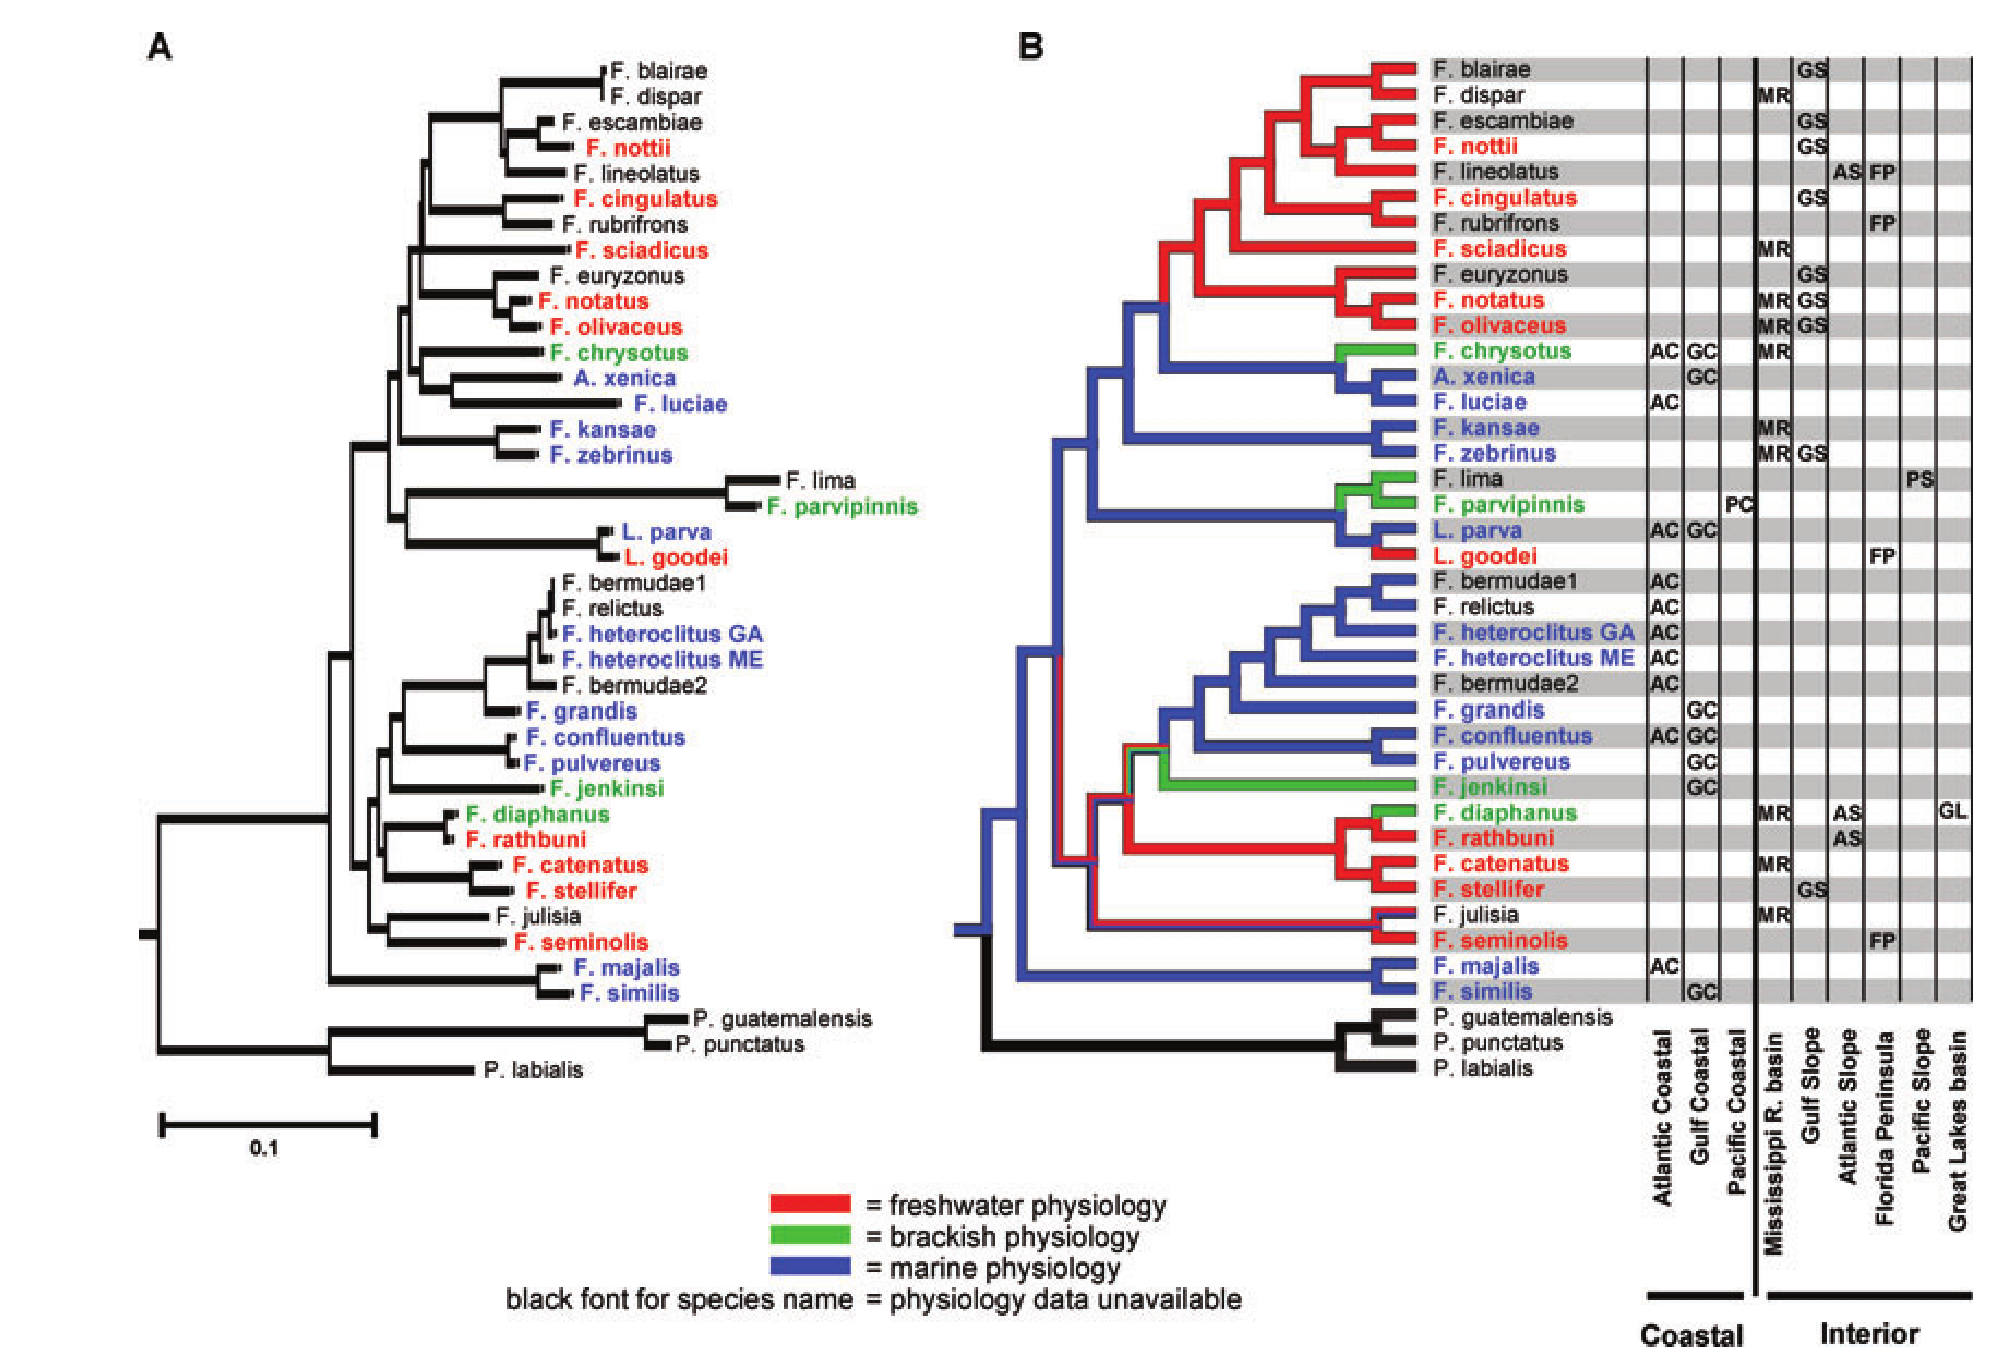 A
F. blairae
F. dispar
F. escambiae
F. nottii
F. lineolatus
F. cingulatus
F. rubrifrons
F. sciadicus
F. euryzonus
F. notatus
F. olivaceus
F. chrysotus
A. xenica
F. luciae
F. kansae
F. zebrinus
F. lima
F. parvipinnis
L. parva
L. goodei
F. bermudae1
F. relictus
F. heteroclitus GA
F. heteroclitus ME
F. bermudae2
F. grandis
F. confluentus
F. pulvereus
F. jenkinsi
F. diaphanus
F. rathbuni
F. catenatus
F. stellifer
F. julisia
F. seminolis
F. majalis
F. similis
P. guatemalensis
P. punctatus
P. labialis
0.1
B
F. blairae GS
F. dispar MR
F. escambiae GS
F. nottii GS
F. lineolatus AS FP
F. cingulatus GS
F. rubrifrons FP
F. sciadicus MR
F. euryzonus GS
F. notatus MR GS
F. olivaceus MR GS
F. chrysotus AC GC MR
A. xenica GC
F. luciae AC
F. kansae MR
F. zebrinus MR GS
F. lima PS
F. parvipinnis PC
L. parva AC GC
L. goodei FP
F. bermudae1 AC
F. relictus AC
F. heteroclitus GA AC
F. heteroclitus ME AC
F. bermudae2 AC
F. grandis GC
F. confluentus AC GC
F. pulvereus GC
F. jenkinsi GC
F. diaphanus MR AS GL
F. rathbuni AS
F. catenatus MR
F. stellifer GS
F. julisia MR
F. seminolis FP
F. majalis AC
F. similis GC
P. guatemalensis
P. punctatus
P. labialis
Atlantic Coastal
Gulf Coastal
Pacific Coastal
Mississippi R. basin
Gulf Slope
Atlantic Slope
Florida Peninsula
Pacific Slope
Great Lakes basin
Coastal
Interior
= freshwater physiology
= brackish physiology
= marine physiology
black font for species name = physiology data unavailable